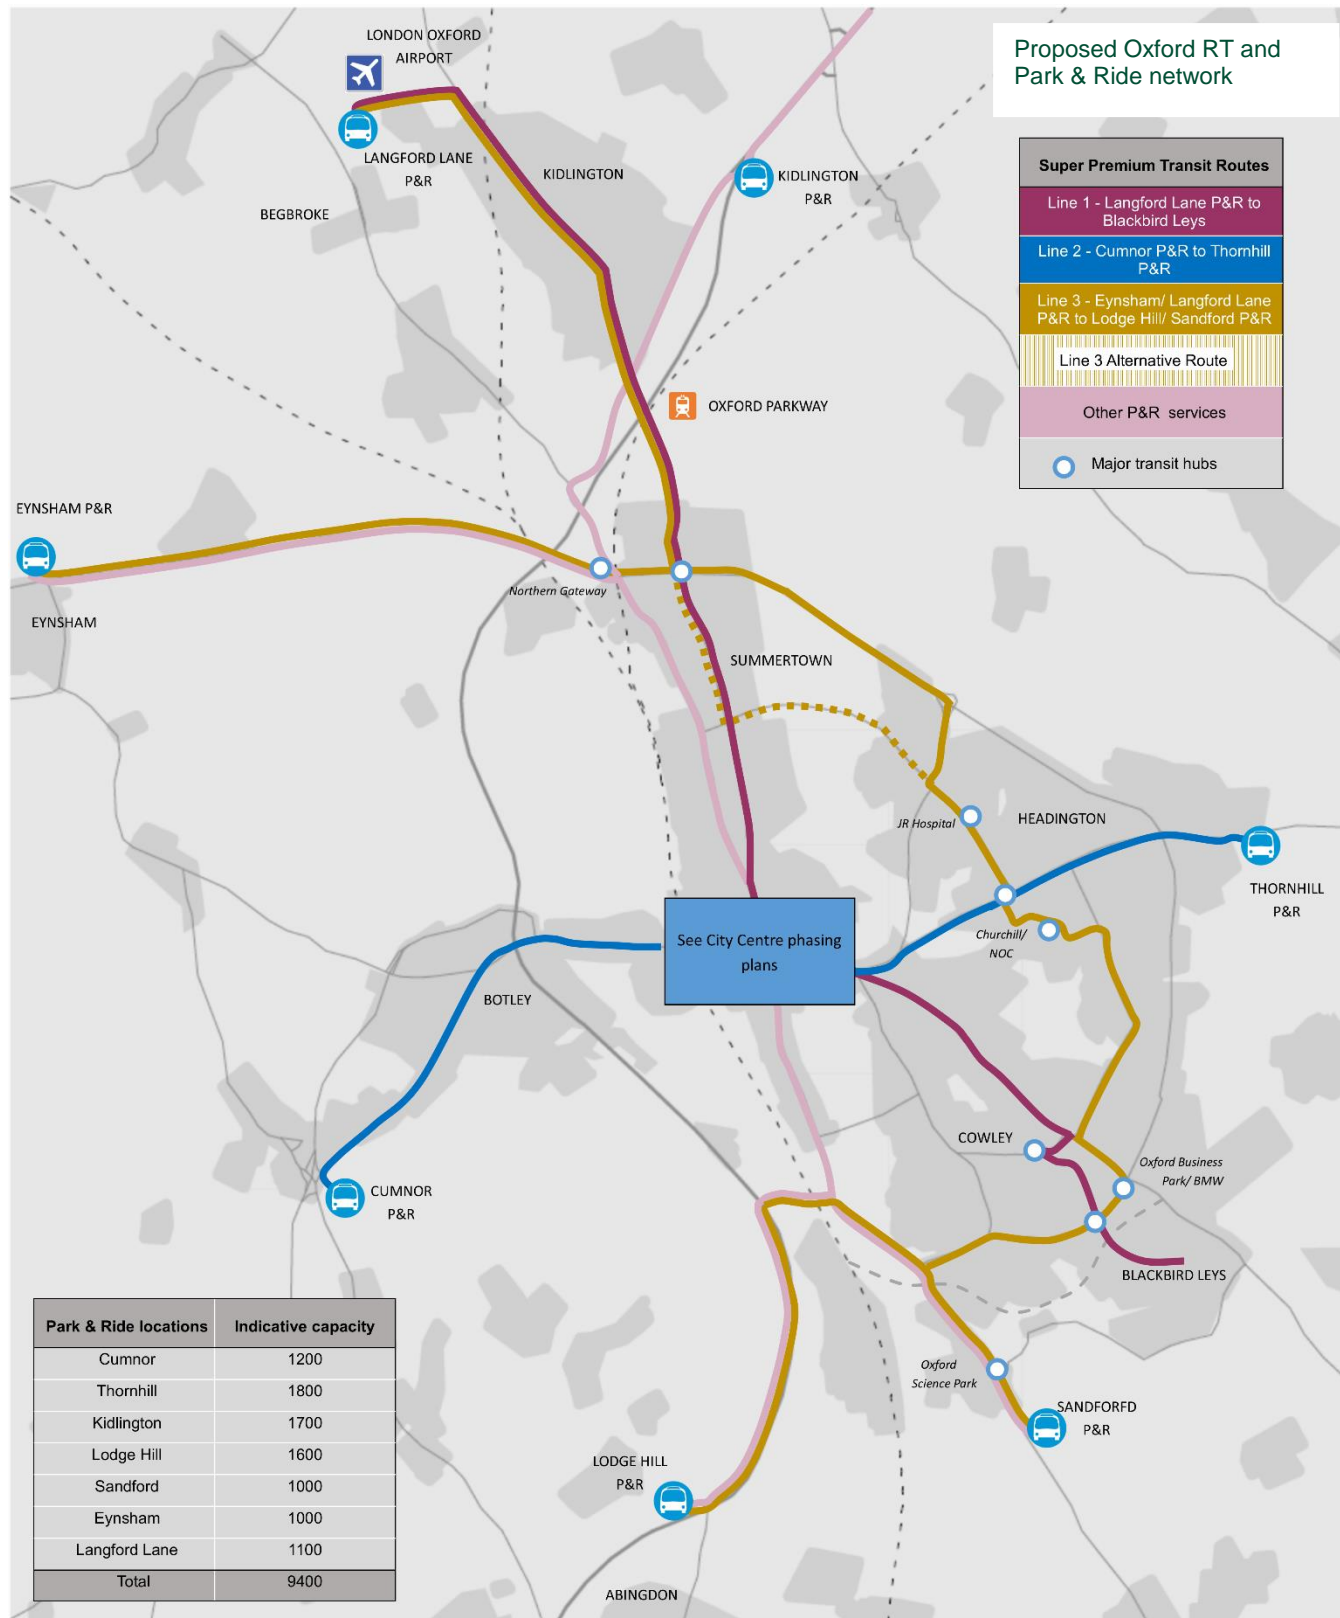 Proposed Oxford RT and
Park & Ride network
LONDON OXFORD
AIRPORT
LANGFORD LANE
P&R
KIDLINGTON
KIDLINGTON
P&R
BEGBROKE
Super Premium Transit Routes
Line 1 - Langford Lane P&R to
Blackbird Leys
Line 2 - Cumnor P&R to Thornhill
P&R
Line 3 - Eynsham/ Langford Lane
P&R to Lodge Hill/ Sandford P&R
Line 3 Alternative Route
Other P&R services
Major transit hubs
OXFORD PARKWAY
EYNSHAM P&R
Northern Gateway
EYNSHAM
SUMMERTOWN
JR Hospital
HEADINGTON
THORNHILL
P&R
Churchill/
NOC
See City Centre phasing
plans
BOTLEY
COWLEY
Oxford Business
Park/ BMW
CUMNOR
P&R
BLACKBIRD LEYS
Oxford
Science Park
SANDFORFD
P&R
LODGE HILL
P&R
ABINGDON
Park & Ride locations Indicative capacity
Cumnor 1200
Thornhill 1800
Kidlington 1700
Lodge Hill 1600
Sandford 1000
Eynsham 1000
Langford Lane 1100
Total 9400